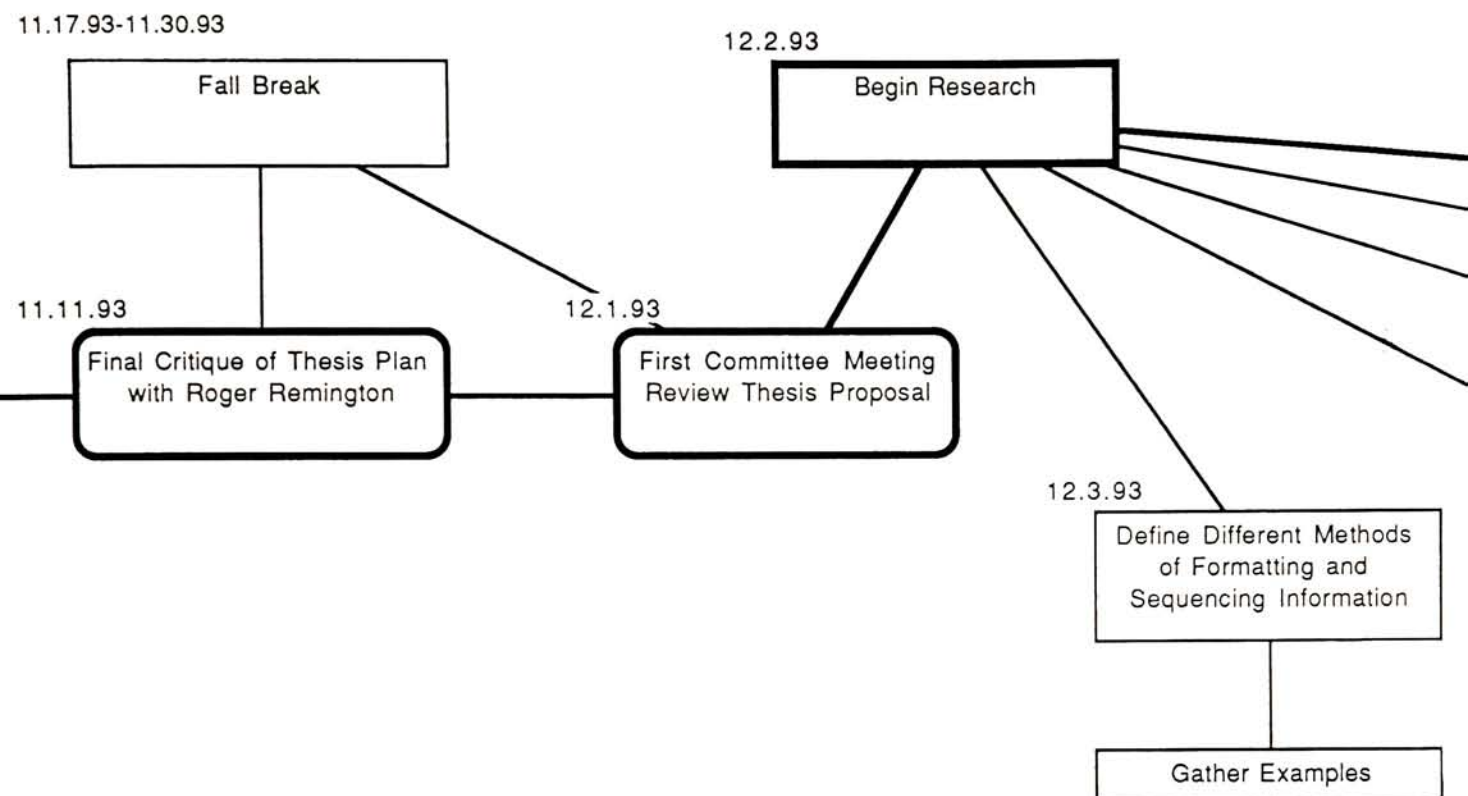 11.17.93-11.30.93
Fall Break
12.2.93
Begin Research
11.11.93
Final Critique of Thesis Plan
with Roger Remington
12.1.93
First Committee Meeting
Review Thesis Proposal
12.3.93
Define Different Methods
of Formatting and
Sequencing Information
Gather Examples